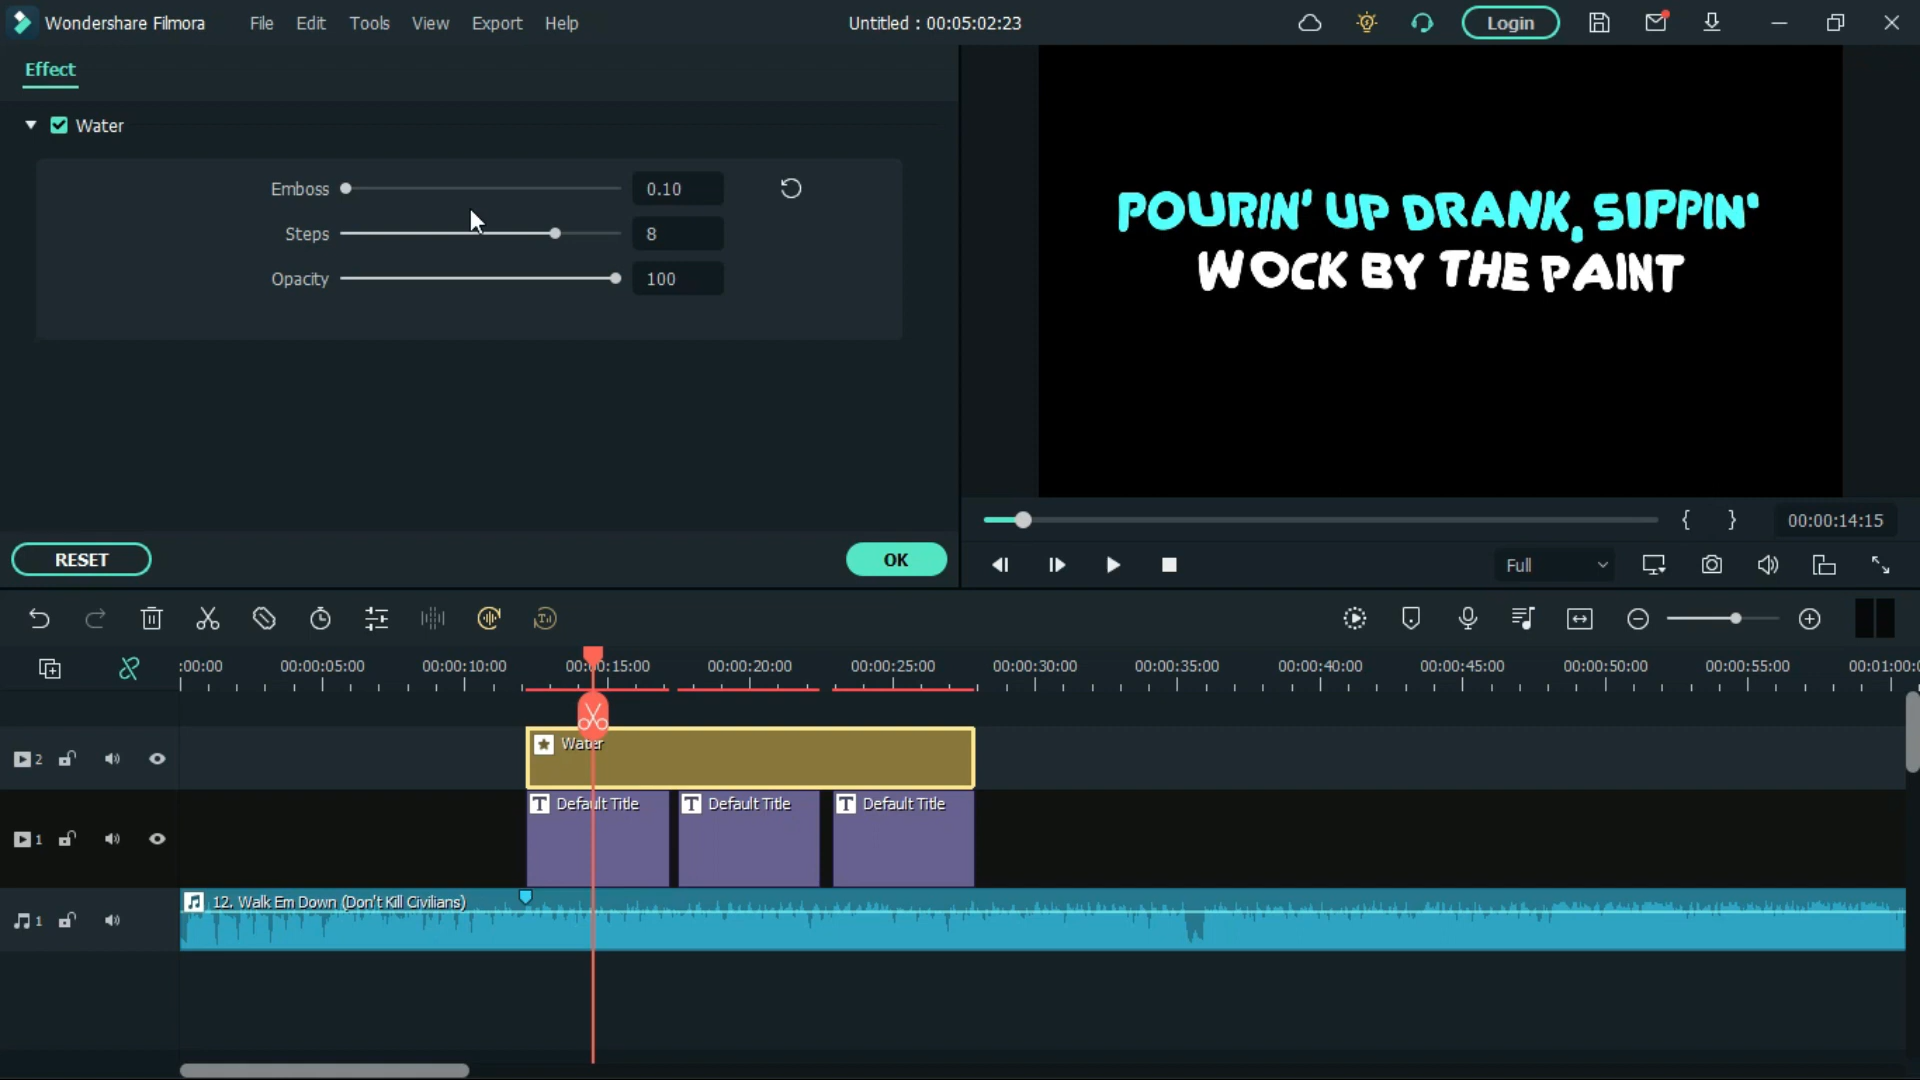 Wondershare Filmora File Edit Tools View Export Help Untitled : 00:05:02:23 Login
Effect
Water
Emboss 0.10
Steps 8
Opacity 100
RESET OK
POURIN' UP DRANK, SIPPIN'
WOCK BY THE PAINT
{ } 00:00:14:15
Full
:00:00 00:00:05:00 00:00:10:00 00:00:15:00 00:00:20:00 00:00:25:00 00:00:30:00 00:00:35:00 00:00:40:00 00:00:45:00 00:00:50:00 00:00:55:00 00:01:00:0
2 Water
1 T Default Title T Default Title T Default Title
1 12. Walk Em Down (Don't Kill Civilians)